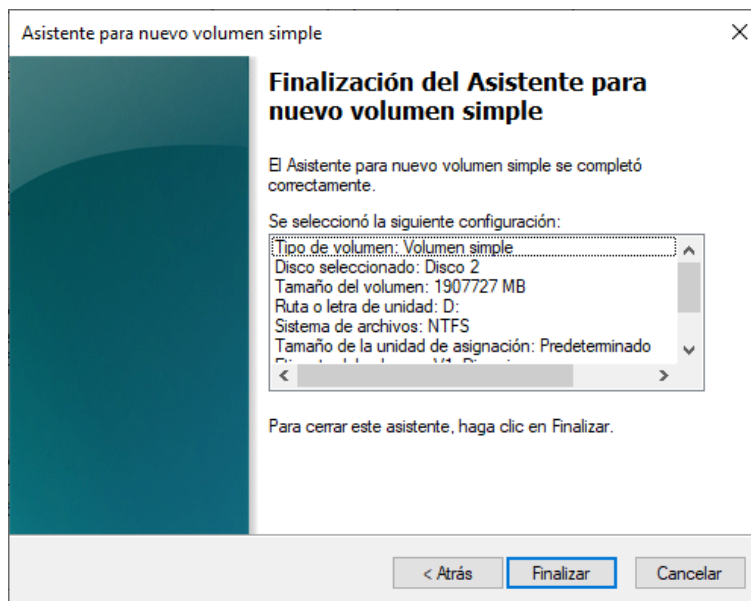 Asistente para nuevo volumen simple
Finalización del Asistente para
nuevo volumen simple
El Asistente para nuevo volumen simple se completó
correctamente.
Se seleccionó la siguiente configuración:
Tipo de volumen: Volumen simple
Disco seleccionado: Disco 2
Tamaño del volumen: 1907727 MB
Ruta o letra de unidad: D:
Sistema de archivos: NTFS
Tamaño de la unidad de asignación: Predeterminado
Para cerrar este asistente, haga clic en Finalizar.
< Atrás
Finalizar
Cancelar